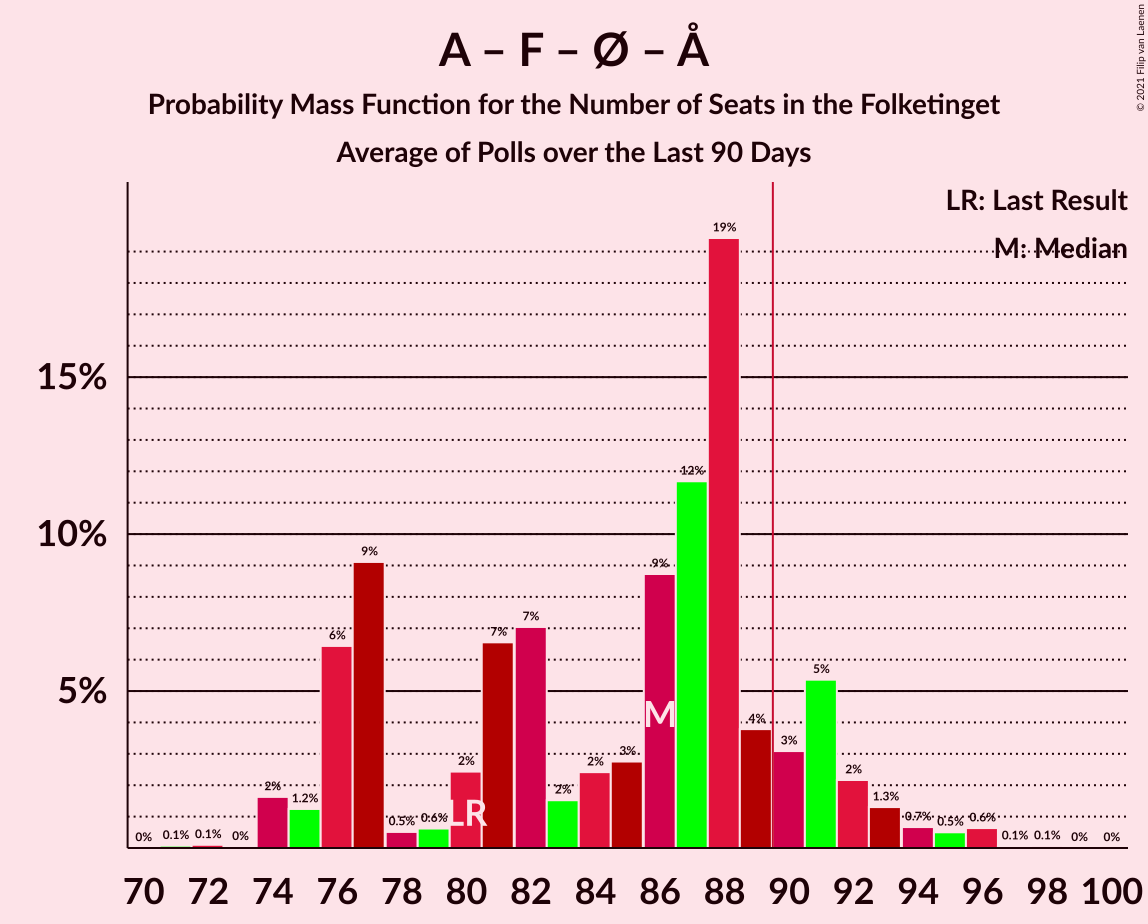 A – F – Ø – Å
Probability Mass Function for the Number of Seats in the Folketinget
Average of Polls over the Last 90 Days
© 2021 Filip van Laenen
LR: Last Result
M: Median
15%
10%
5%
0% 0.1% 0.1% 0% 2% 1.2% 6% 9% 0.5% 0.6% 2% 7% 7% 2% 2% 3% 9% 12% 19% 4% 3% 5% 2% 1.3% 0.7% 0.5% 0.6% 0.1% 0.1% 0% 0%
M
LR
70 72 74 76 78 80 82 84 86 88 90 92 94 96 98 100